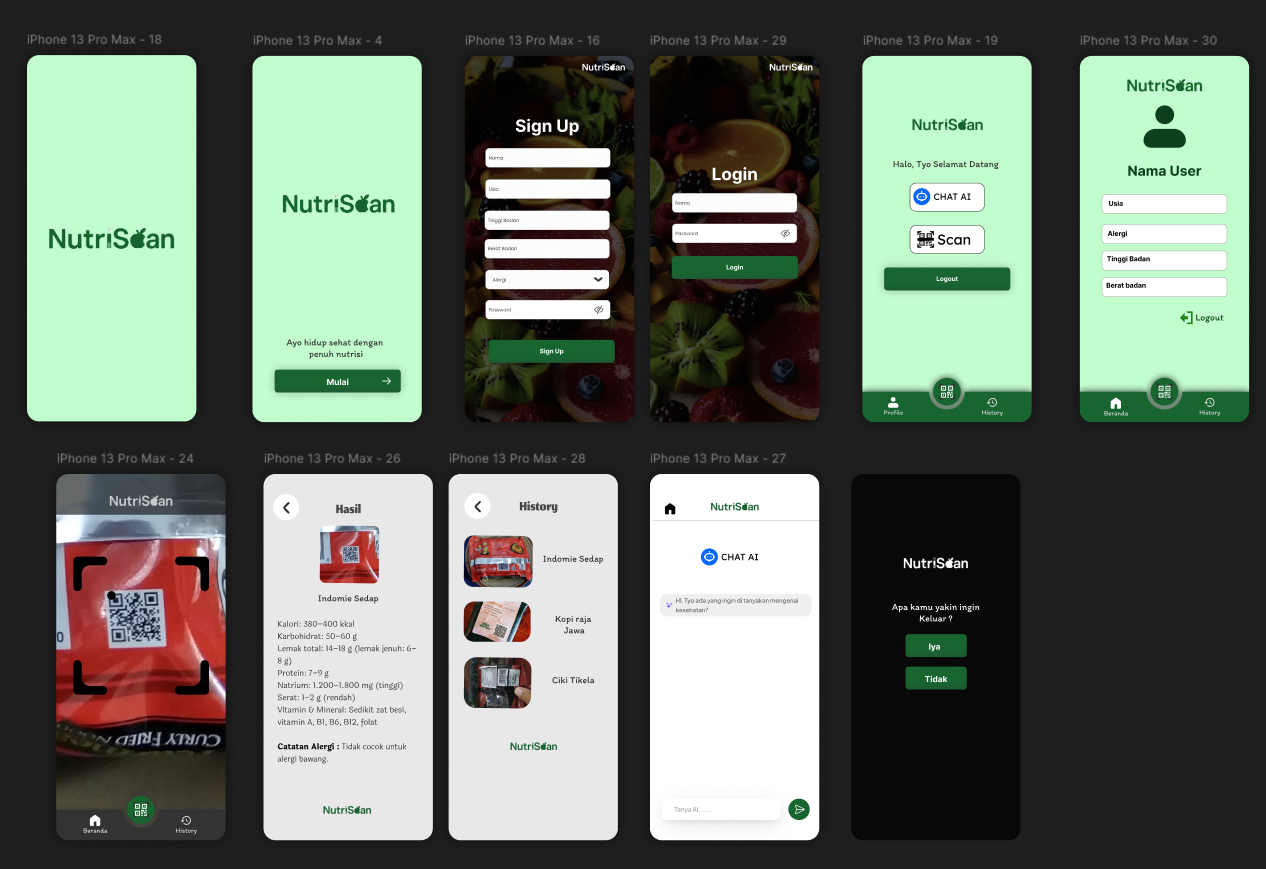 iPhone 13 Pro Max - 18
NutriScan
iPhone 13 Pro Max - 4
NutriScan
Ayo hidup sehat dengan
penuh nutrisi
Mulai
iPhone 13 Pro Max - 16
NutriScan
Sign Up
Nama
Usia
Tinggi Badan
Berat Badan
Alergi
Password
Sign Up
iPhone 13 Pro Max - 29
NutriScan
Login
Nama
Password
Login
iPhone 13 Pro Max - 19
NutriScan
Halo, Tyo Selamat Datang
CHAT AI
Scan
Logout
Profile
History
iPhone 13 Pro Max - 30
NutriScan
Nama User
Usia
Alergi
Tinggi Badan
Berat badan
Logout
Beranda
History
iPhone 13 Pro Max - 24
NutriScan
CURLY FRIED
Beranda
History
iPhone 13 Pro Max - 26
Hasil
Indomie Sedap
Kalori: 380–400 kkal
Karbohidrat: 50–60 g
Lemak total: 14–18 g (lemak jenuh: 6–
8 g)
Protein: 7–9 g
Natrium: 1.200–1.800 mg (tinggi)
Serat: 1–2 g (rendah)
Vitamin & Mineral: Sedikit zat besi,
vitamin A, B1, B6, B12, folat
Catatan Alergi : Tidak cocok untuk
alergi bawang.
NutriScan
iPhone 13 Pro Max - 28
History
Indomie Sedap
Kopi raja
Jawa
Ciki Tikela
NutriScan
iPhone 13 Pro Max - 27
NutriScan
CHAT AI
Hi, Tyo ada yang ingin di tanyakan mengenai
kesehatan?
Tanya AI.......
NutriScan
Apa kamu yakin ingin
Keluar ?
Iya
Tidak